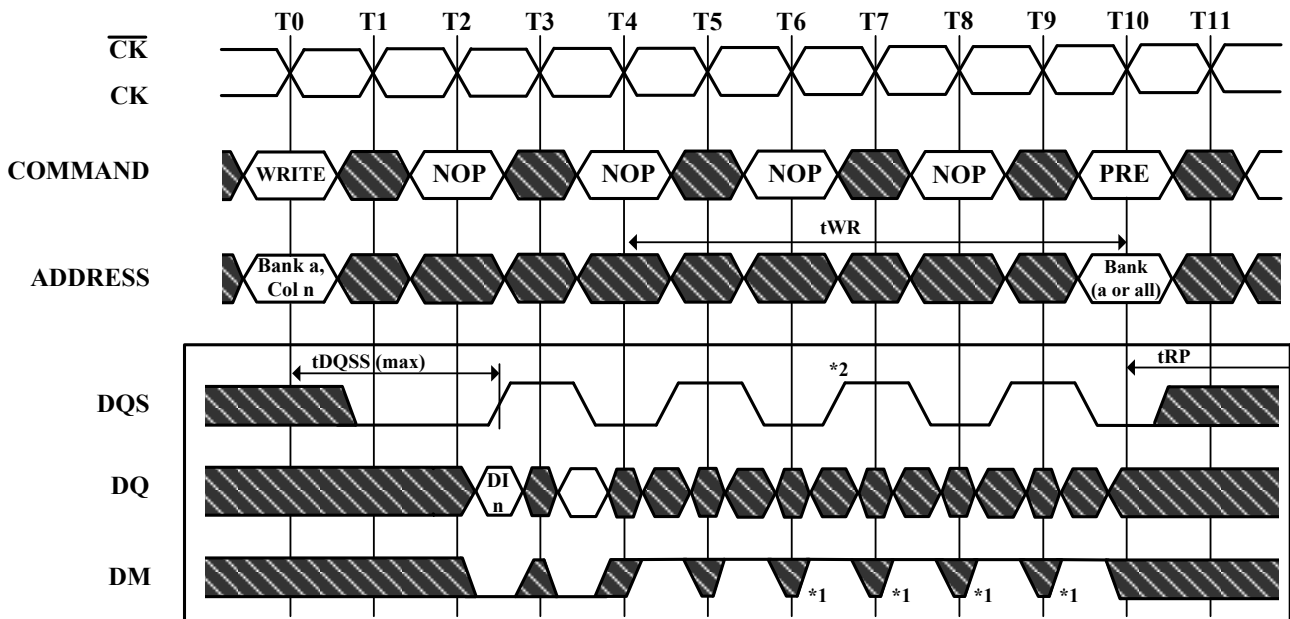 T0 T1 T2 T3 T4 T5 T6 T7 T8 T9 T10 T11
CK
CK
COMMAND WRITE NOP NOP NOP NOP PRE
tWR
ADDRESS Bank a, Col n Bank (a or all)
tDQSS (max) *2 tRP
DQS
DQ DI n
DM *1 *1 *1 *1